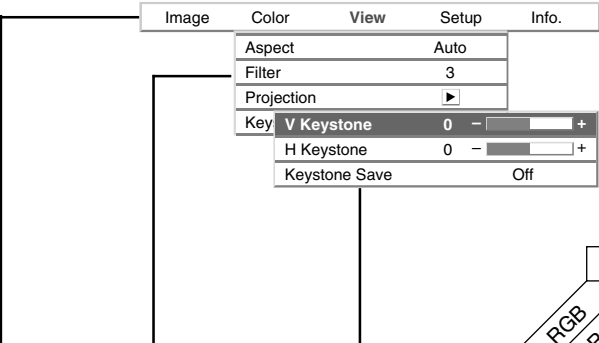 Image Color View Setup Info.
Aspect Auto
Filter 3
Projection
Key
V Keystone 0 – +
H Keystone 0 – +
Keystone Save Off
RGB